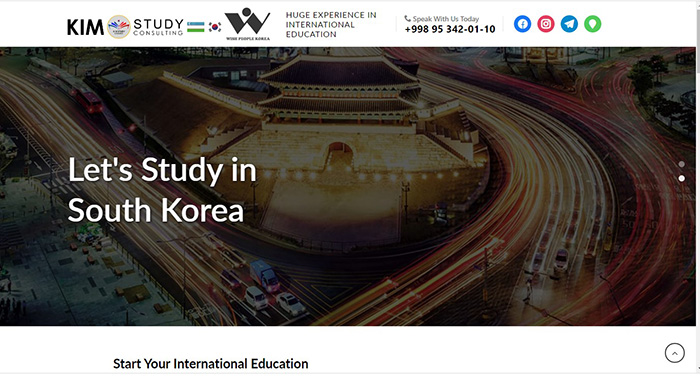 KIM STUDY CONSULTING
WISE PEOPLE KOREA
HUGE EXPERIENCE IN
INTERNATIONAL
EDUCATION
Speak With Us Today
+998 95 342-01-10
Let's Study in
South Korea
Start Your International Education